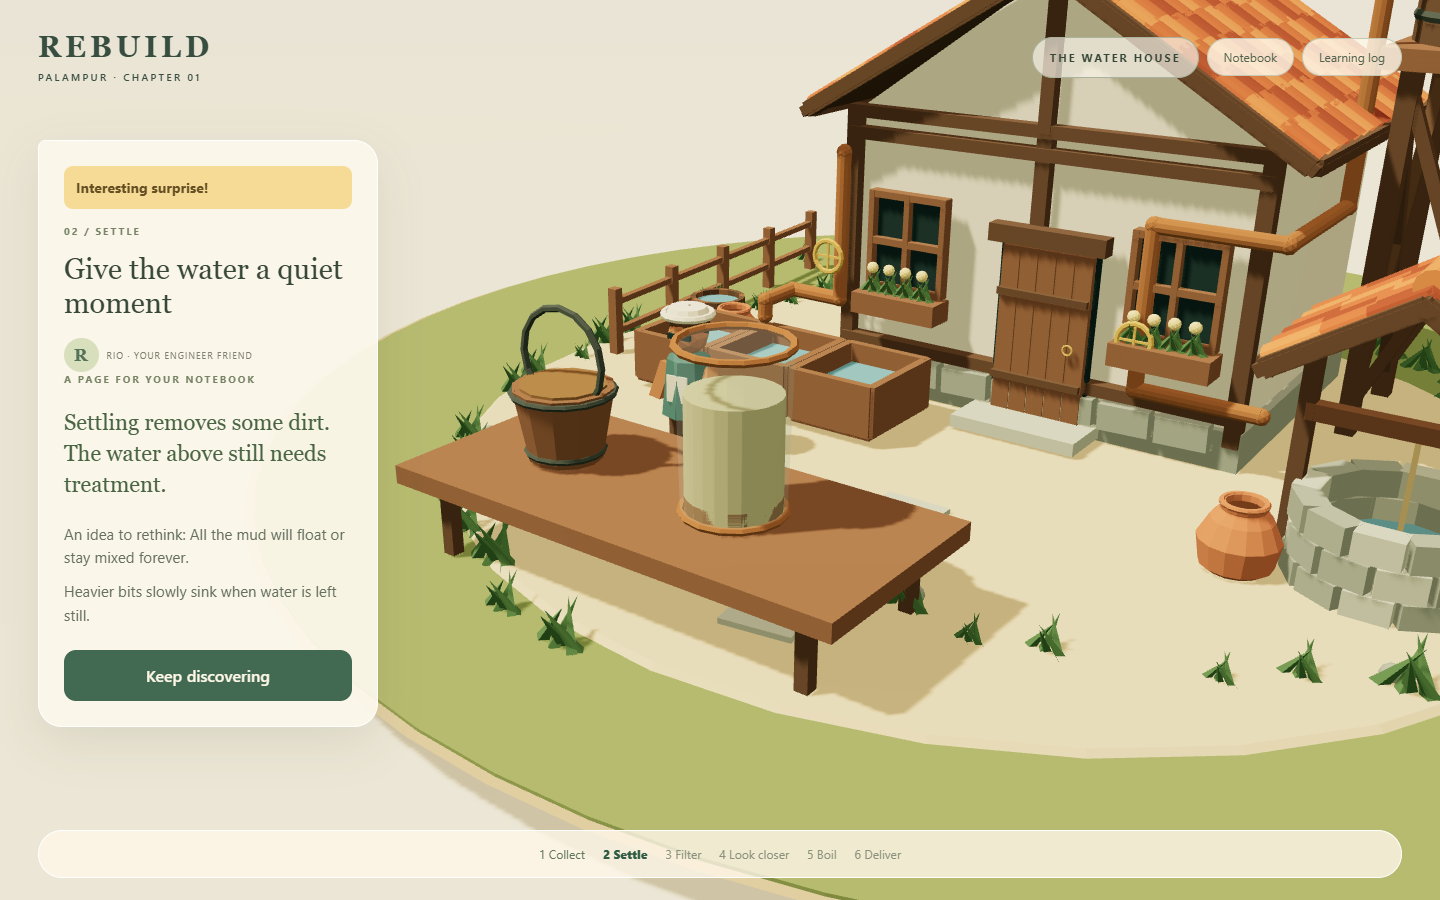 REBUILD
PALAMPUR · CHAPTER 01
THE WATER HOUSE
Notebook
Learning log
Interesting surprise!
02 / SETTLE
Give the water a quiet
moment
R
RIO · YOUR ENGINEER FRIEND
A PAGE FOR YOUR NOTEBOOK
Settling removes some dirt.
The water above still needs
treatment.
An idea to rethink: All the mud will float or
stay mixed forever.
Heavier bits slowly sink when water is left
still.
Keep discovering
1 Collect 2 Settle 3 Filter 4 Look closer 5 Boil 6 Deliver